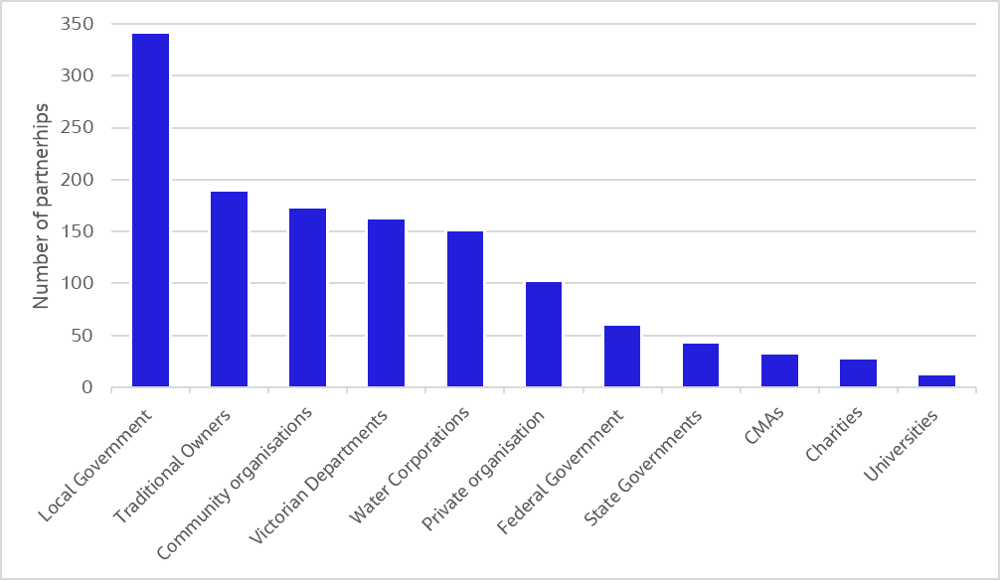 Number of partnerhips
350
300
250
200
150
100
50
0
Local Government
Traditional Owners
Community organisations
Victorian Departments
Water Corporations
Private organisation
Federal Government
State Governments
CMAs
Charities
Universities